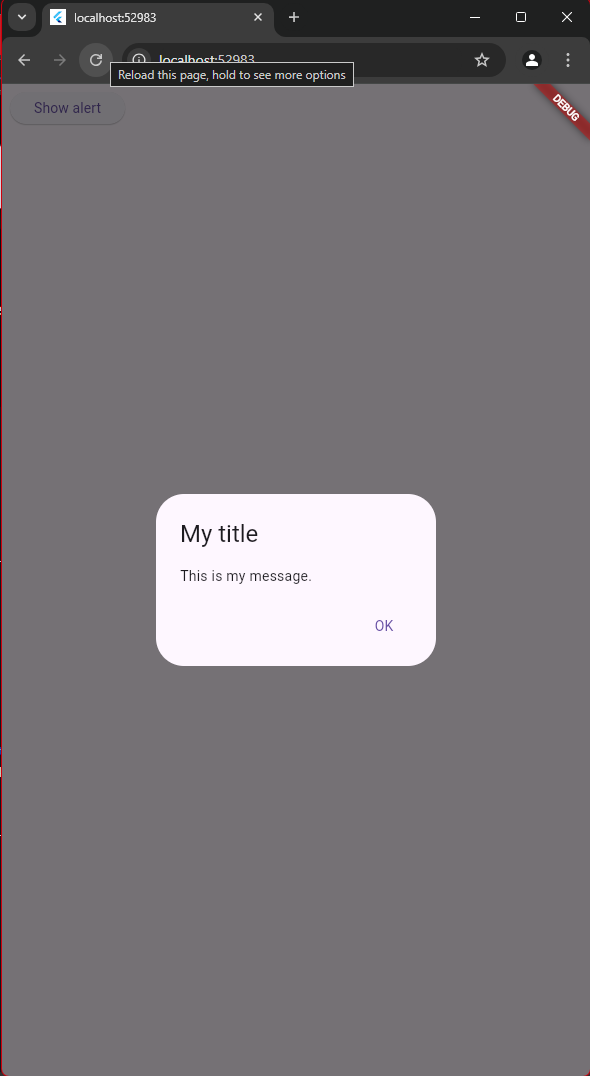 localhost:52983
localhost:52983
Reload this page, hold to see more options
Show alert
DEBUG
My title
This is my message.
OK